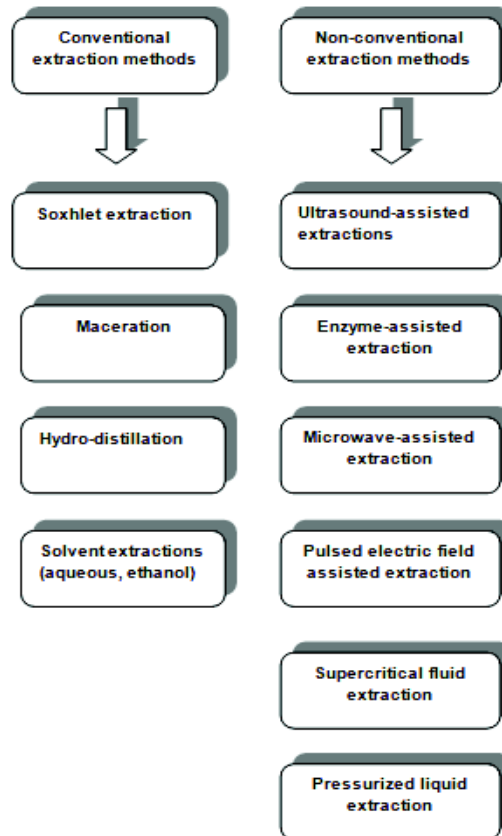 Conventional
extraction methods
Soxhlet extraction
Maceration
Hydro-distillation
Solvent extractions
(aqueous, ethanol)
Non-conventional
extraction methods
Ultrasound-assisted
extractions
Enzyme-assisted
extraction
Microwave-assisted
extraction
Pulsed electric field
assisted extraction
Supercritical fluid
extraction
Pressurized liquid
extraction